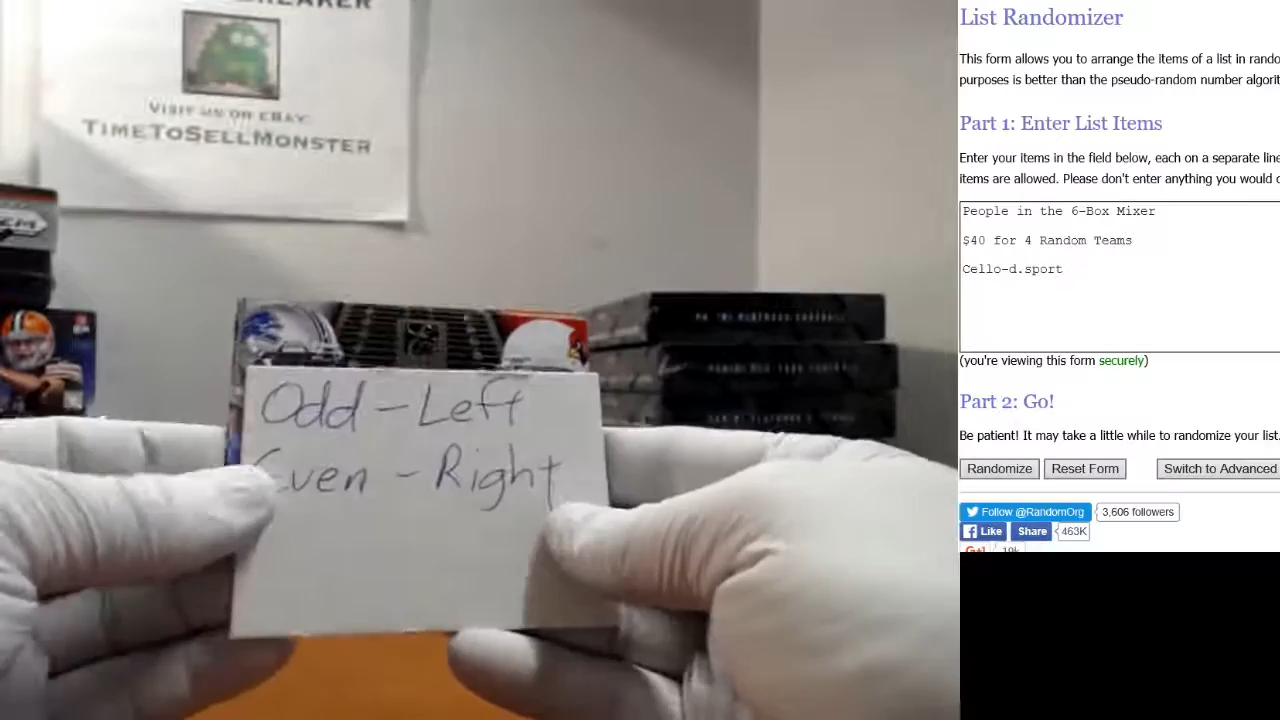 VISIT US ON EBAY:
TIMETOSELLMONSTER
Odd - Left
Even - Right
List Randomizer
This form allows you to arrange the items of a list in
purposes is better than the pseudo-random number
Part 1: Enter List Items
Enter your items in the field below, each on a separate
items are allowed. Please don't enter anything you would
People in the 6-Box Mixer
$40 for 4 Random Teams
Cello-d.sport
(you're viewing this form securely)
Part 2: Go!
Be patient! It may take a little while to randomize your list.
Randomize Reset Form Switch to Advanced
Follow @RandomOrg 3,606 followers
Like Share 463K